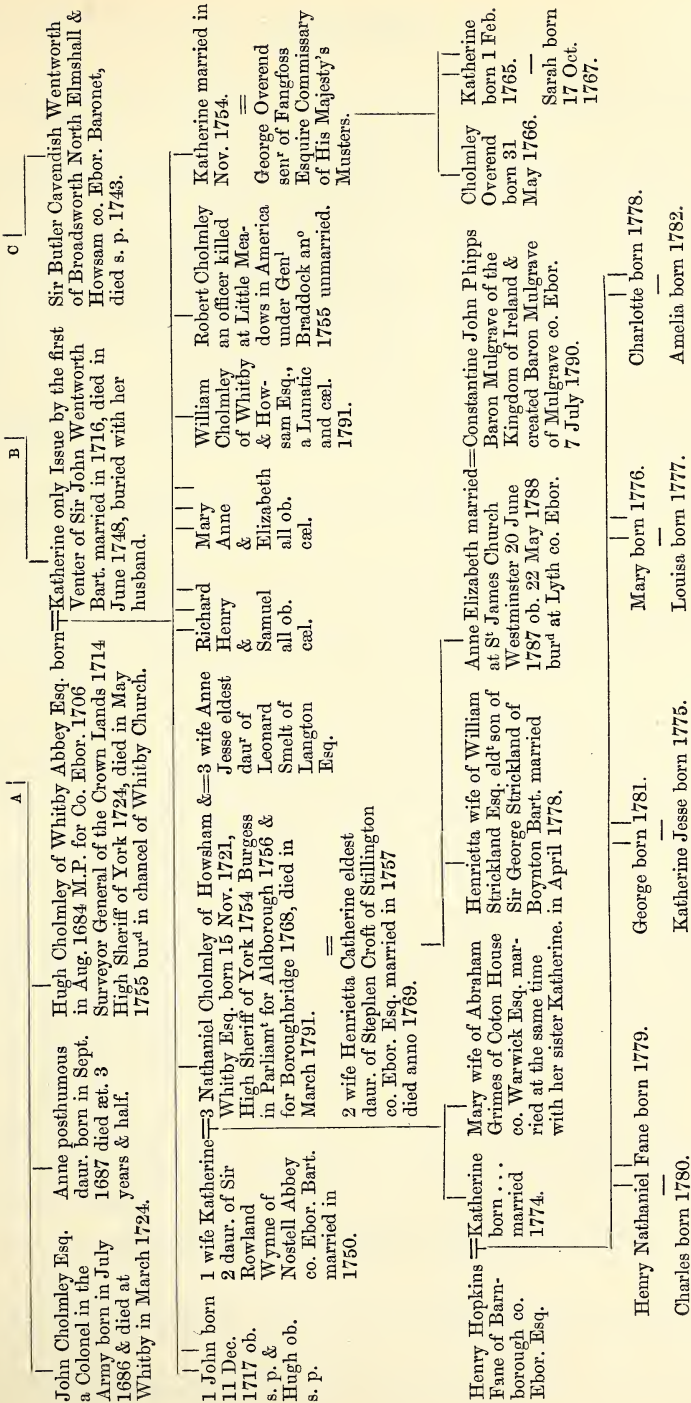 A
B
C
John Cholmley Esq.
a Colonel in the
Army born in July
1686 & died at
Whitby in March 1724.
Anne posthumous
daur. born in Sept.
1687 died æt. 3
years & half.
Hugh Cholmley of Whitby Abbey Esq. born
in Aug. 1684 M.P. for Co. Ebor. 1706
Surveyor General of the Crown Lands 1714
High Sheriff of York 1724, died in May
1755 burd in chancel of Whitby Church.
=Katherine only Issue by the first
Venter of Sir John Wentworth
Bart. married in 1716, died in
June 1748, buried with her
husband.
Sir Butler Cavendish Wentworth
of Broadsworth North Elmshall &
Howsam co. Ebor. Baronet,
died s. p. 1743.
1 John born
11 Dec.
1717 ob.
s. p. &
Hugh ob.
s. p.
1 wife Katherine
2 daur. of Sir
Rowland
Wynne of
Nostell Abbey
co. Ebor. Bart.
married in
1750.
=3 Nathaniel Cholmley of Howsham &
Whitby Esq. born 15 Nov. 1721,
High Sheriff of York 1754 Burgess
in Parliamt for Aldborough 1756 &
for Boroughbridge 1768, died in
March 1791.
=
2 wife Henrietta Catherine eldest
daur. of Stephen Croft of Stillington
co. Ebor. Esq. married in 1757
died anno 1769.
=3 wife Anne
Jesse eldest
daur of
Leonard
Smelt of
Langton
Esq.
Richard
Henry
&
Samuel
all ob.
cæl.
Mary
Anne
&
Elizabeth
all ob.
cæl.
William
Cholmley
of Whitby
& How-
sam Esq.,
a Lunatic
and cæl.
1791.
Robert Cholmley
an officer killed
at Little Mea-
dows in America
under Genl
Braddock ano
1755 unmarried.
Katherine married in
Nov. 1754.
=
George Overend
senr of Fangfoss
Esquire Commissary
of His Majesty's
Musters.
Henry Hopkins
Fane of Barn-
borough co.
Ebor. Esq.
=Katherine
born ...
married
1774.
Mary wife of Abraham
Grimes of Coton House
co. Warwick Esq. mar-
ried at the same time
with her sister Katherine.
Henrietta wife of William
Strickland Esq. eldt son of
Sir George Strickland of
Boynton Bart. married
in April 1778.
Anne Elizabeth married
at St James Church
Westminster 20 June
1787 ob. 22 May 1788
burd at Lyth co. Ebor.
=Constantine John Phipps
Baron Mulgrave of the
Kingdom of Ireland &
created Baron Mulgrave
of Mulgrave co. Ebor.
7 July 1790.
Cholmley
Overend
born 31
May 1766.
Katherine
born 1 Feb.
1765.
Sarah born
17 Oct.
1767.
Henry Nathaniel Fane born 1779.
Charles born 1780.
George born 1781.
Katherine Jesse born 1775.
Mary born 1776.
Louisa born 1777.
Charlotte born 1778.
Amelia born 1782.